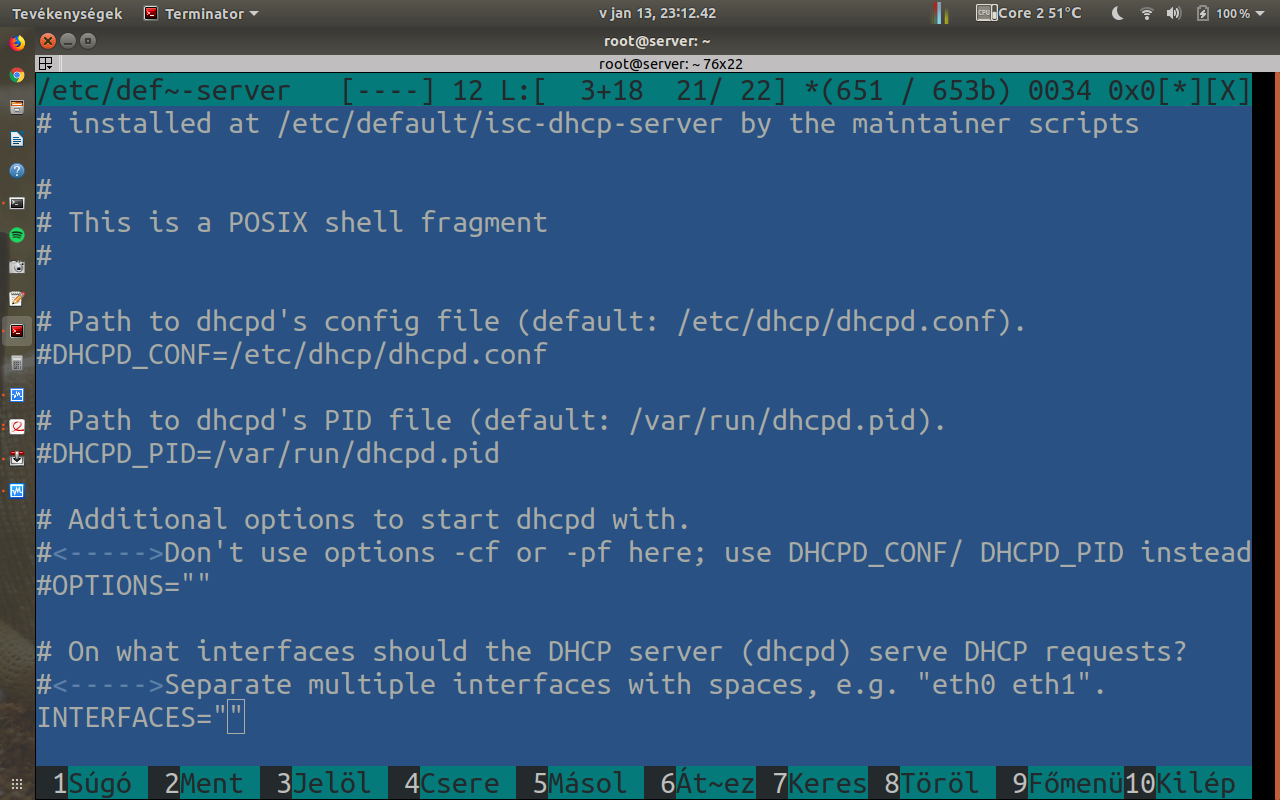 Tevékenységek Terminator v jan 13, 23:12.42 CPU Core 2 51°C 100 %
root@server: ~
root@server: ~ 76x22
/etc/def~-server [----] 12 L:[ 3+18 21/ 22] *(651 / 653b) 0034 0x0[*][X]
# installed at /etc/default/isc-dhcp-server by the maintainer scripts
#
# This is a POSIX shell fragment
#
# Path to dhcpd's config file (default: /etc/dhcp/dhcpd.conf).
#DHCPD_CONF=/etc/dhcp/dhcpd.conf
# Path to dhcpd's PID file (default: /var/run/dhcpd.pid).
#DHCPD_PID=/var/run/dhcpd.pid
# Additional options to start dhcpd with.
#<----->Don't use options -cf or -pf here; use DHCPD_CONF/ DHCPD_PID instead
#OPTIONS=""
# On what interfaces should the DHCP server (dhcpd) serve DHCP requests?
#<----->Separate multiple interfaces with spaces, e.g. "eth0 eth1".
INTERFACES=""
1Súgó 2Ment 3Jelöl 4Csere 5Másol 6Át~ez 7Keres 8Töröl 9Főmenü 10Kilép